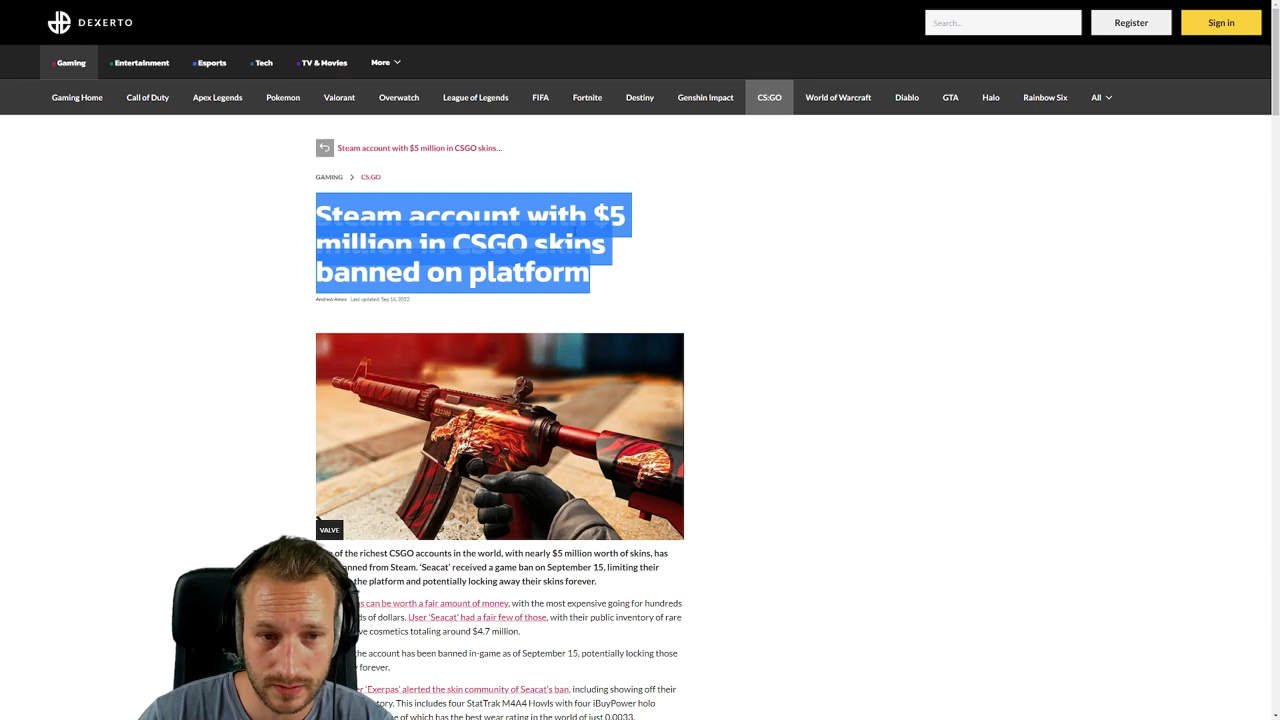 DEXERTO
Search...
Register
Sign in
Gaming
Entertainment
Esports
Tech
TV & Movies
More
Gaming Home
Call of Duty
Apex Legends
Pokemon
Valorant
Overwatch
League of Legends
FIFA
Fortnite
Destiny
Genshin Impact
CS:GO
World of Warcraft
Diablo
GTA
Halo
Rainbow Six
All
Steam account with $5 million in CSGO skins...
GAMING
CS:GO
Steam account with $5
million in CSGO skins
banned on platform
Andrew Amos Last updated: Sep 16, 2022
VALVE
of the richest CSGO accounts in the world, with nearly $5 million worth of skins, has
from Steam. 'Seacat' received a game ban on September 15, limiting their
the platform and potentially locking away their skins forever.
can be worth a fair amount of money, with the most expensive going for hundreds
of dollars. User 'Seacat' had a fair few of those, with their public inventory of rare
cosmetics totaling around $4.7 million.
the account has been banned in-game as of September 15, potentially locking those
forever.
'Exerpas' alerted the skin community of Seacat's ban, including showing off their
This includes four StatTrak M4A4 Howls with four iBuyPower holo
of which has the best wear rating in the world of just 0.0033.